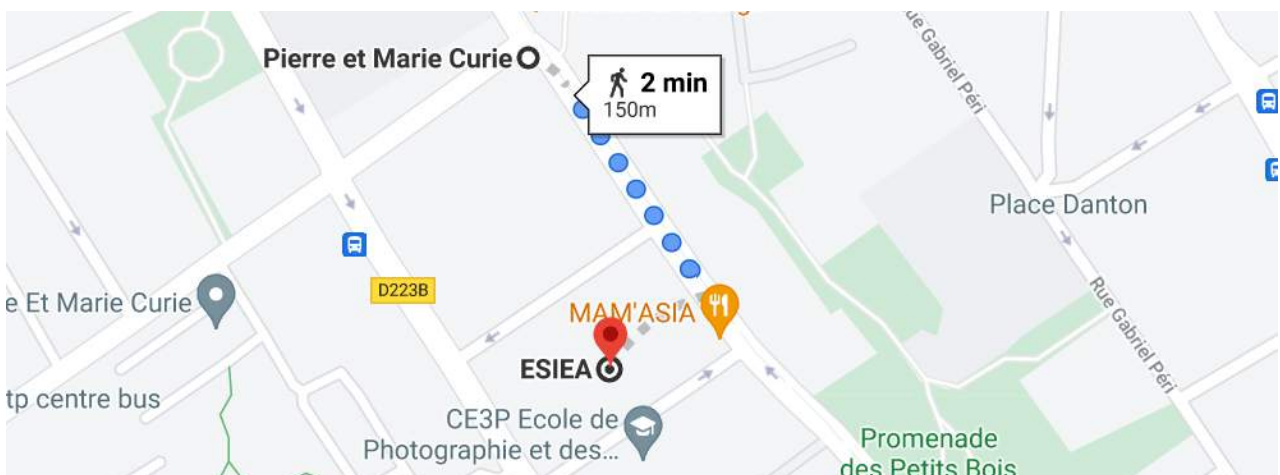 Pierre et Marie Curie
2 min
150m
Rue Gabriel Péri
Place Danton
e Et Marie Curie
D223B
MAM'ASIA
ESIEA
Rue Gabriel Péri
tp centre bus
CE3P Ecole de
Photographie et des...
Promenade
des Petits Bois